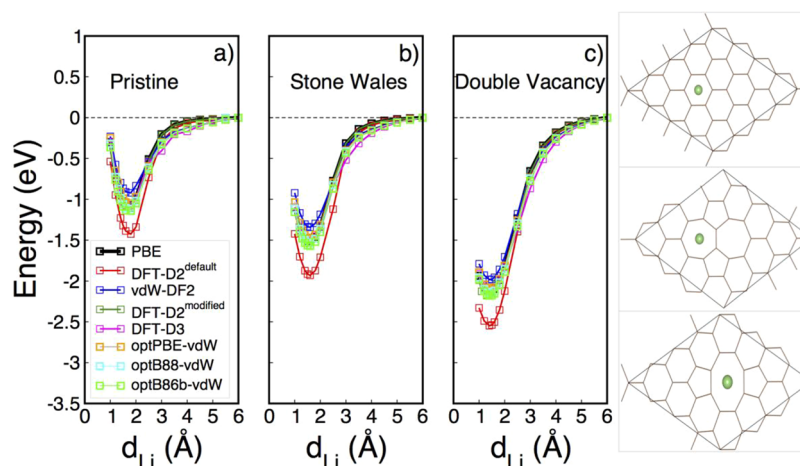 a)
b)
c)
Pristine
Stone Wales
Double Vacancy
Energy (eV)
1
0.5
0
-0.5
-1
-1.5
-2
-2.5
-3
-3.5
PBE
DFT-D2default
vdW-DF2
DFT-D2modified
DFT-D3
optPBE-vdW
optB88-vdW
optB86b-vdW
0 1 2 3 4 5 6
0 1 2 3 4 5 6
0 1 2 3 4 5 6
dLi (Å)
dLi (Å)
dLi (Å)